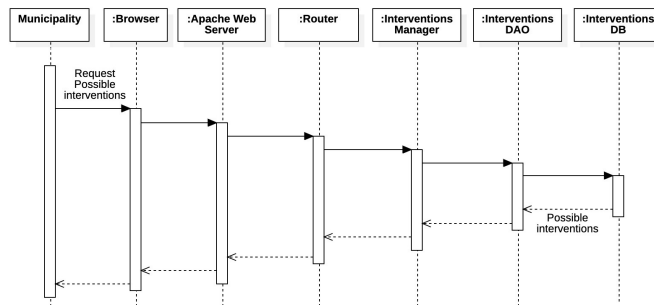 Municipality
:Browser
:Apache Web
Server
:Router
:Interventions
Manager
:Interventions
DAO
:Interventions
DB
Request
Possible
interventions
Possible
interventions